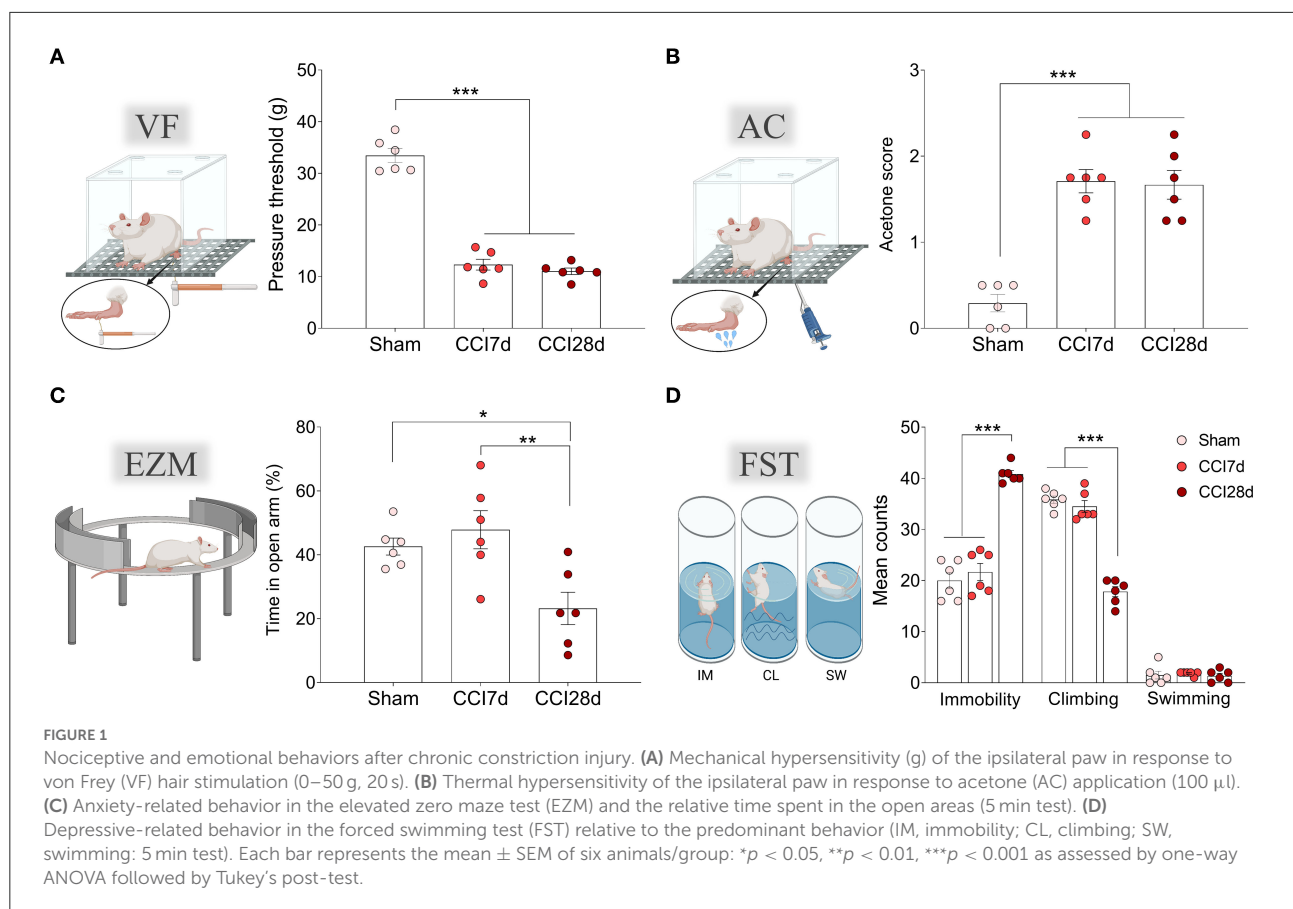 A
VF
Pressure threshold (g)
50
40
30
20
10
0
***
Sham CCI7d CCI28d
B
AC
Acetone score
3
2
1
0
***
Sham CCI7d CCI28d
C
EZM
Time in open arm (%)
80
60
40
20
0
*
**
Sham CCI7d CCI28d
D
FST
IM CL SW
Mean counts
50
40
30
20
10
0
***
***
Sham
CCI7d
CCI28d
Immobility Climbing Swimming
FIGURE 1
Nociceptive and emotional behaviors after chronic constriction injury. (A) Mechanical hypersensitivity (g) of the ipsilateral paw in response to
von Frey (VF) hair stimulation (0–50 g, 20 s). (B) Thermal hypersensitivity of the ipsilateral paw in response to acetone (AC) application (100 μl).
(C) Anxiety-related behavior in the elevated zero maze test (EZM) and the relative time spent in the open areas (5 min test). (D)
Depressive-related behavior in the forced swimming test (FST) relative to the predominant behavior (IM, immobility; CL, climbing; SW,
swimming: 5 min test). Each bar represents the mean ± SEM of six animals/group: *p < 0.05, **p < 0.01, ***p < 0.001 as assessed by one-way
ANOVA followed by Tukey's post-test.